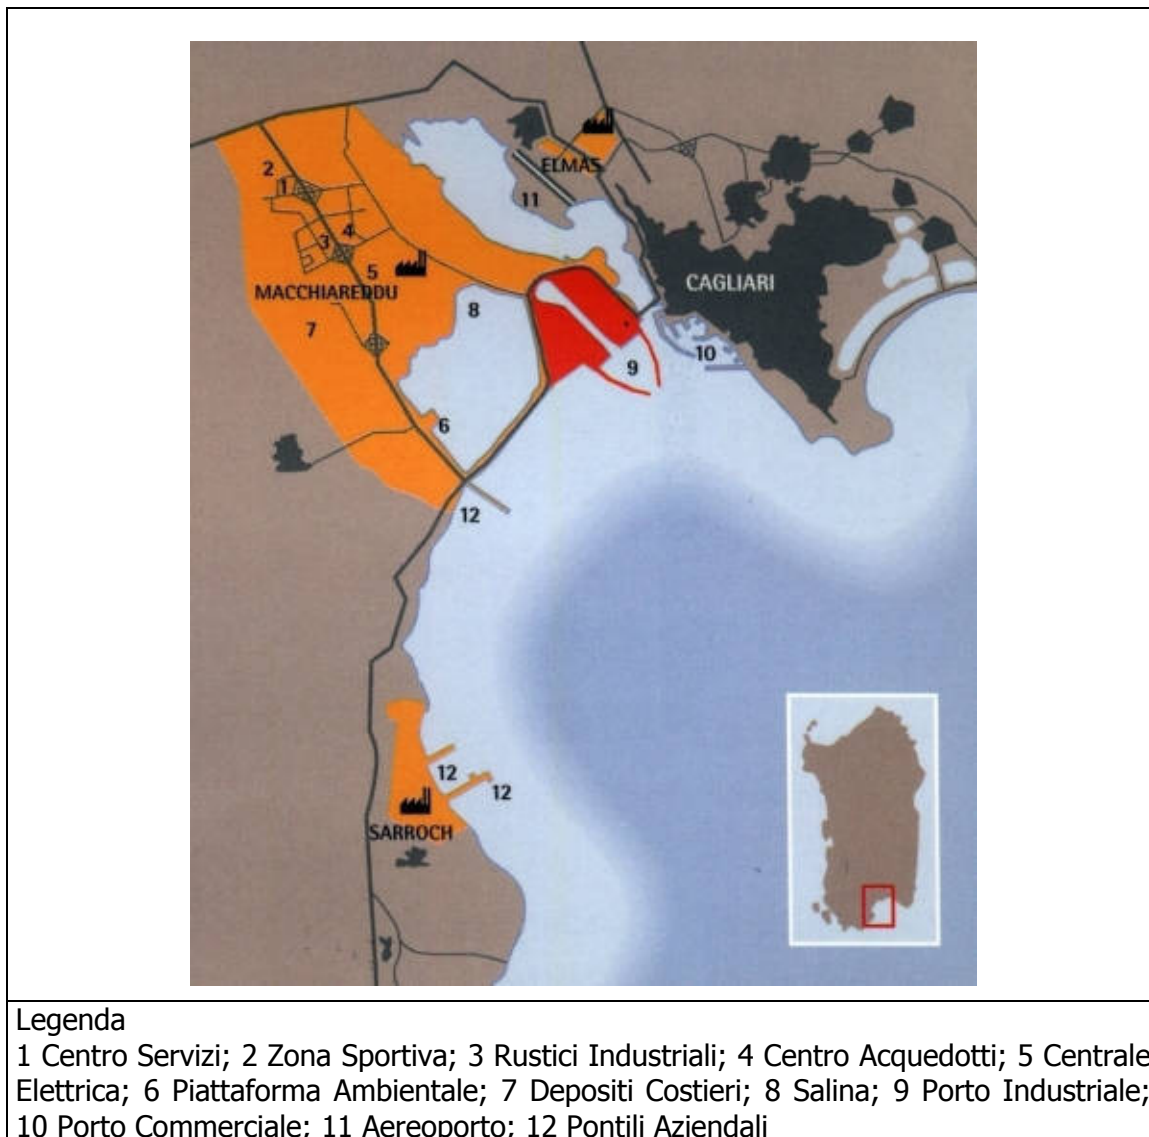 ELMAS
11
2
1
4
3
5
CAGLIARI
MACCHIAREDDU
8
7
10
9
6
12
12
12
SARROCH
Legenda
1 Centro Servizi; 2 Zona Sportiva; 3 Rustici Industriali; 4 Centro Acquedotti; 5 Centrale
Elettrica; 6 Piattaforma Ambientale; 7 Depositi Costieri; 8 Salina; 9 Porto Industriale;
10 Porto Commerciale; 11 Aereoporto; 12 Pontili Aziendali